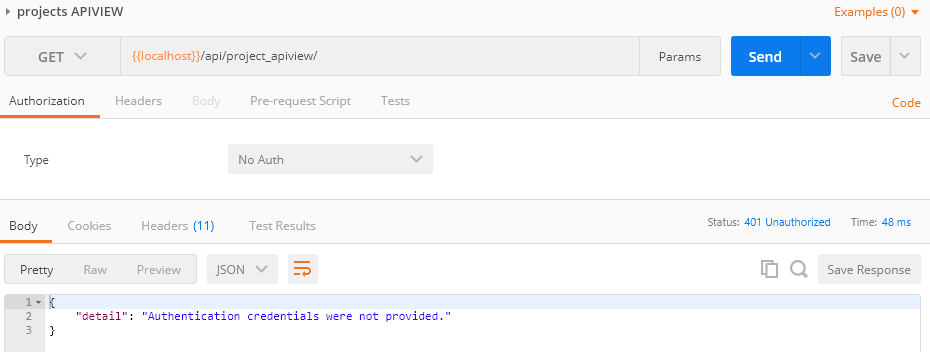 projects APIVIEW
Examples (0)
GET
{{localhost}}/api/project_apiview/
Params
Send
Save
Authorization
Headers
Body
Pre-request Script
Tests
Code
Type
No Auth
Body
Cookies
Headers (11)
Test Results
Status: 401 Unauthorized
Time: 48 ms
Pretty
Raw
Preview
JSON
Save Response
1 {
2 "detail": "Authentication credentials were not provided."
3 }